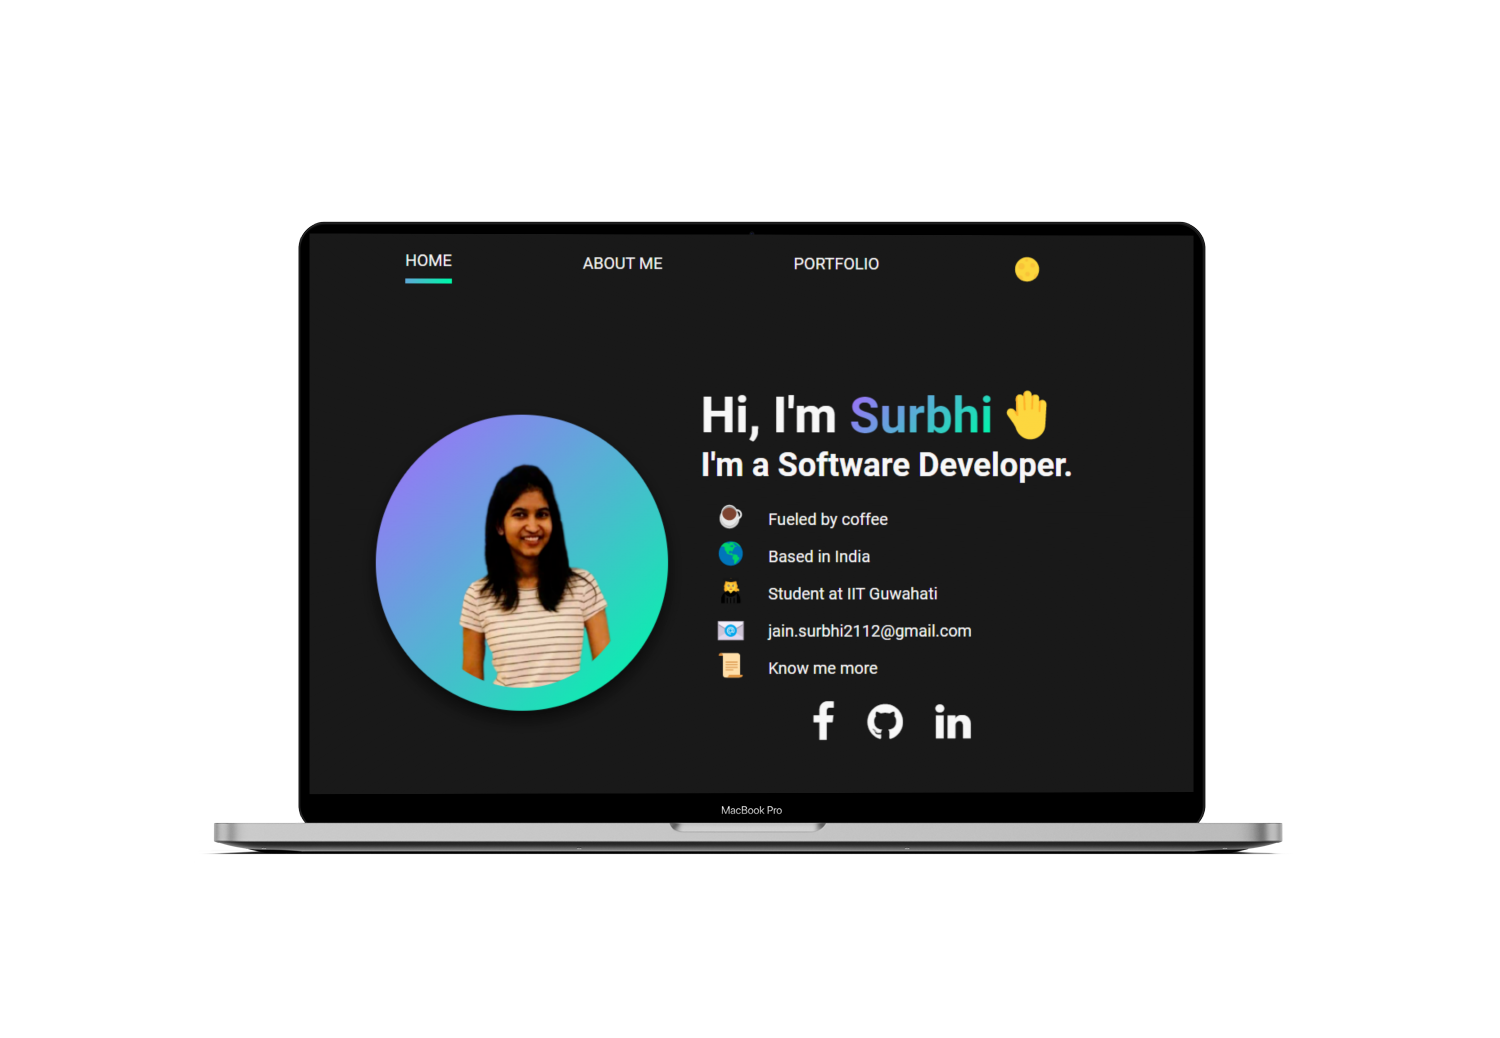 HOME ABOUT ME PORTFOLIO
Hi, I'm Surbhi
I'm a Software Developer.
Fueled by coffee
Based in India
Student at IIT Guwahati
jain.surbhi2112@gmail.com
Know me more
MacBook Pro